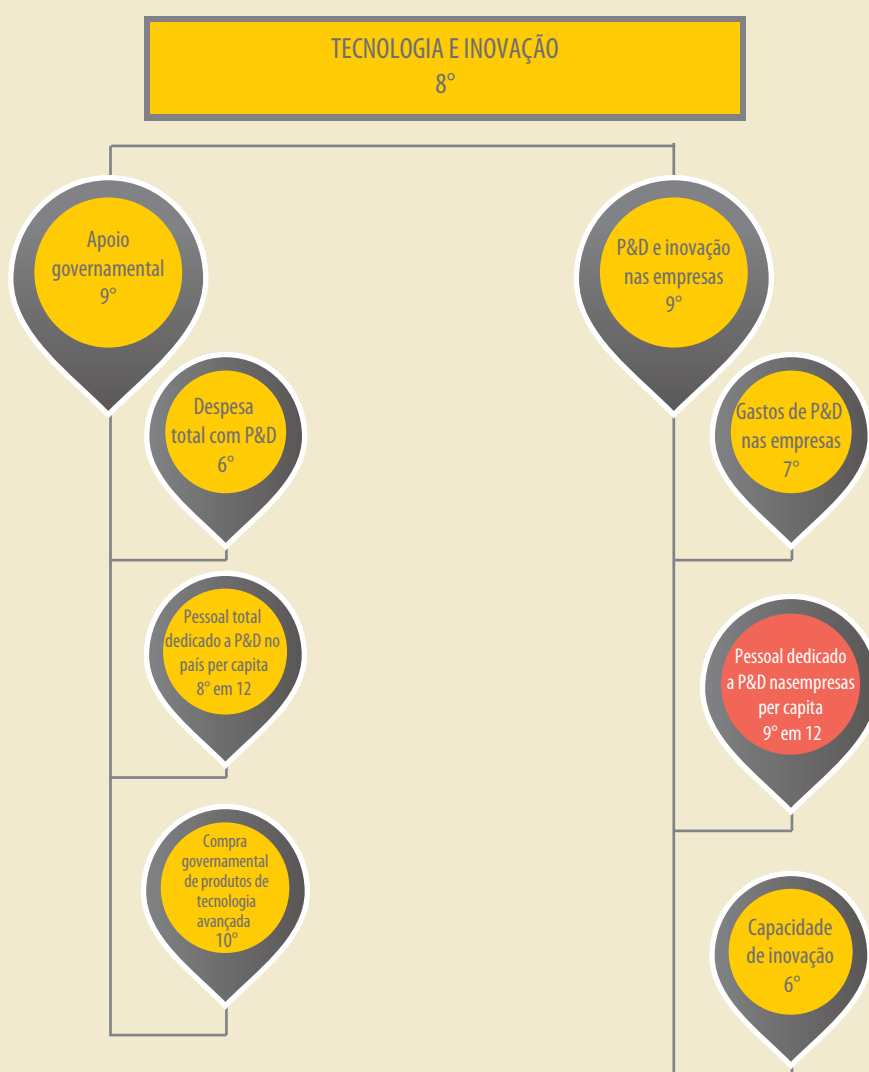 TECNOLOGIA E INOVAÇÃO
8°
Apoio
governamental
9°
Despesa
total com P&D
6°
Pessoal total
dedicado a P&D no
país per capita
8° em 12
Compra
governamental
de produtos de
tecnologia
avançada
10°
P&D e inovação
nas empresas
9°
Gastos de P&D
nas empresas
7°
Pessoal dedicado
a P&D nasempresas
per capita
9° em 12
Capacidade
de inovação
6°